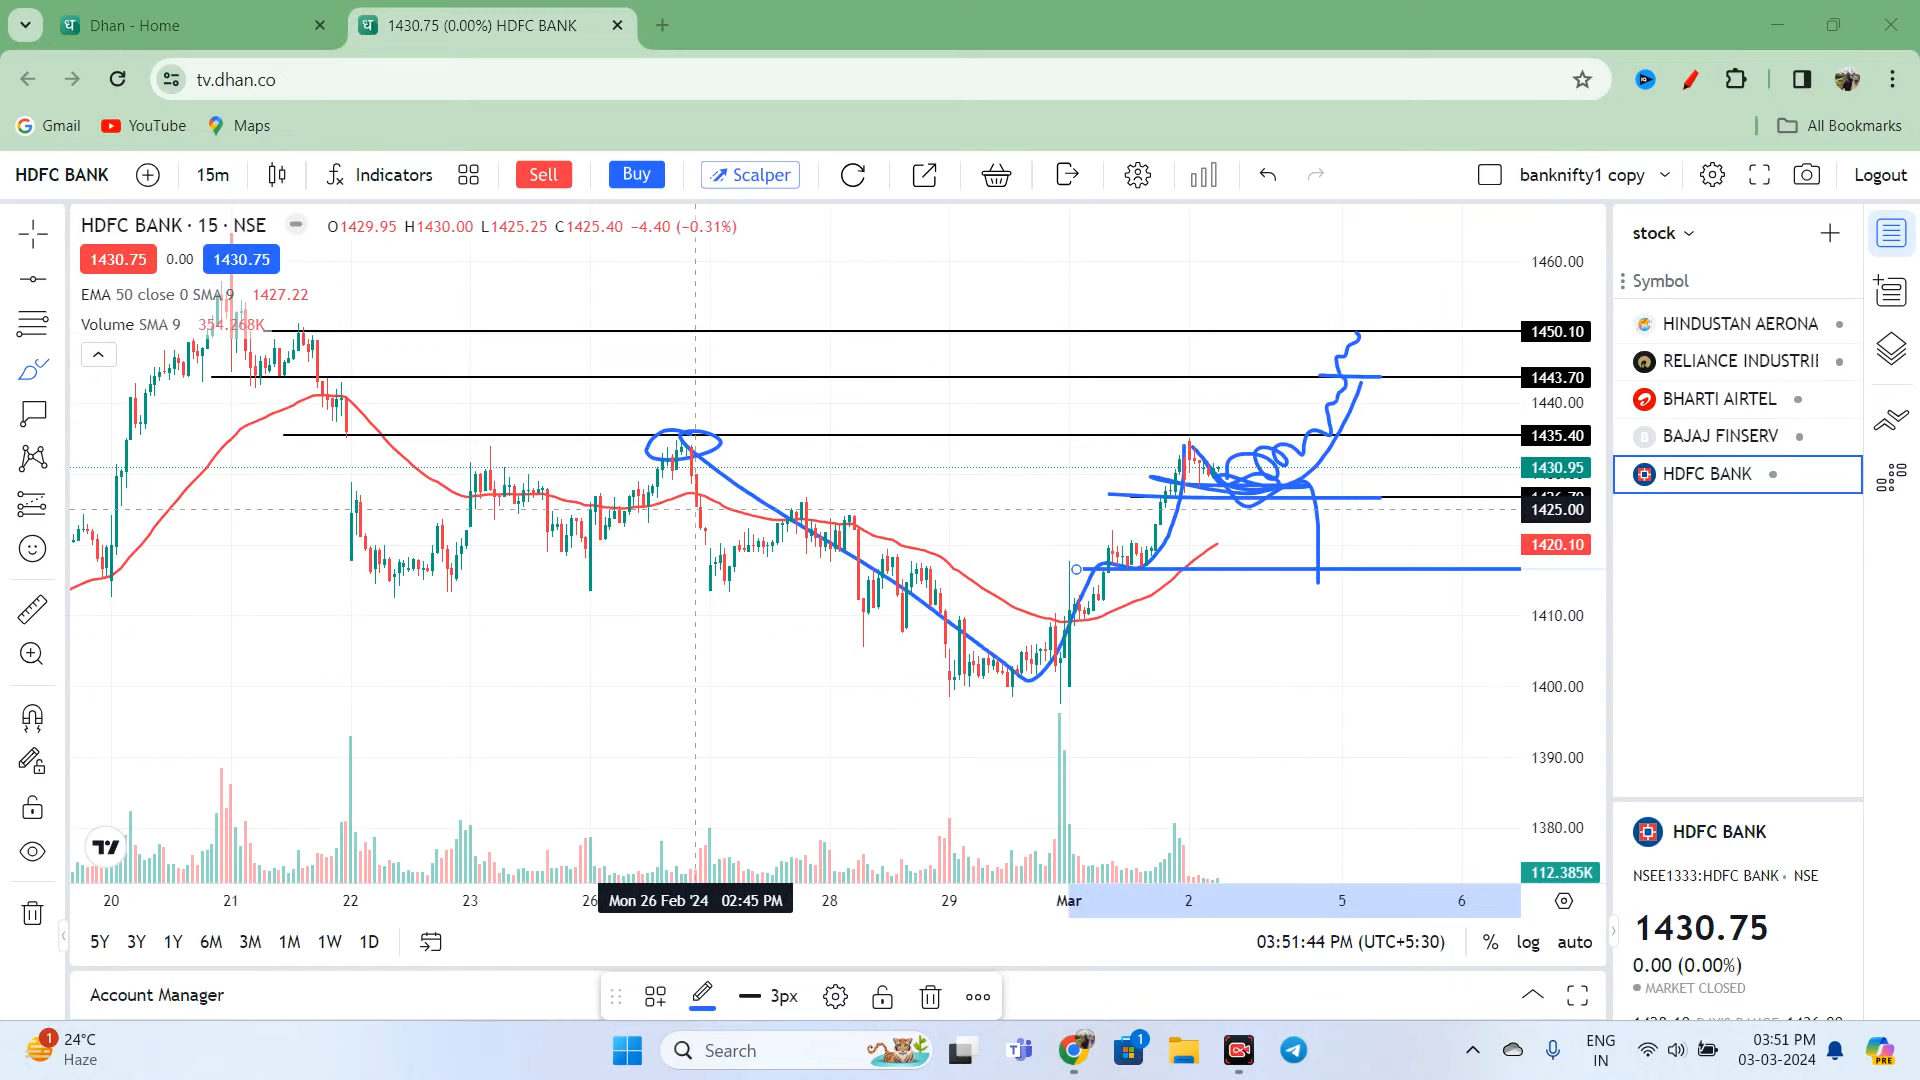 Dhan - Home
1430.75 (0.00%) HDFC BANK
tv.dhan.co
Gmail YouTube Maps All Bookmarks
HDFC BANK 15m Indicators Sell Buy Scalper banknifty1 copy Logout
HDFC BANK · 15 · NSE O1429.95 H1430.00 L1425.25 C1425.40 −4.40 (−0.31%)
1430.75 0.00 1430.75
EMA 50 close 0 SMA 9 1427.22
Volume SMA 9 354.268K
1460.00
1450.10
1443.70
1440.00
1435.40
1430.95
1425.00
1420.10
1410.00
1400.00
1390.00
1380.00
112.385K
20 21 22 23 26 Mon 26 Feb '24 02:45 PM 28 29 Mar 2 5 6
5Y 3Y 1Y 6M 3M 1M 1W 1D 03:51:44 PM (UTC+5:30) % log auto
Account Manager 3px
stock
Symbol
HINDUSTAN AERONA
RELIANCE INDUSTRIE
BHARTI AIRTEL
BAJAJ FINSERV
HDFC BANK
HDFC BANK
NSEE1333:HDFC BANK • NSE
1430.75
0.00 (0.00%)
MARKET CLOSED
1
24°C
Haze
Search
1
ENG
IN
03:51 PM
03-03-2024
PRE